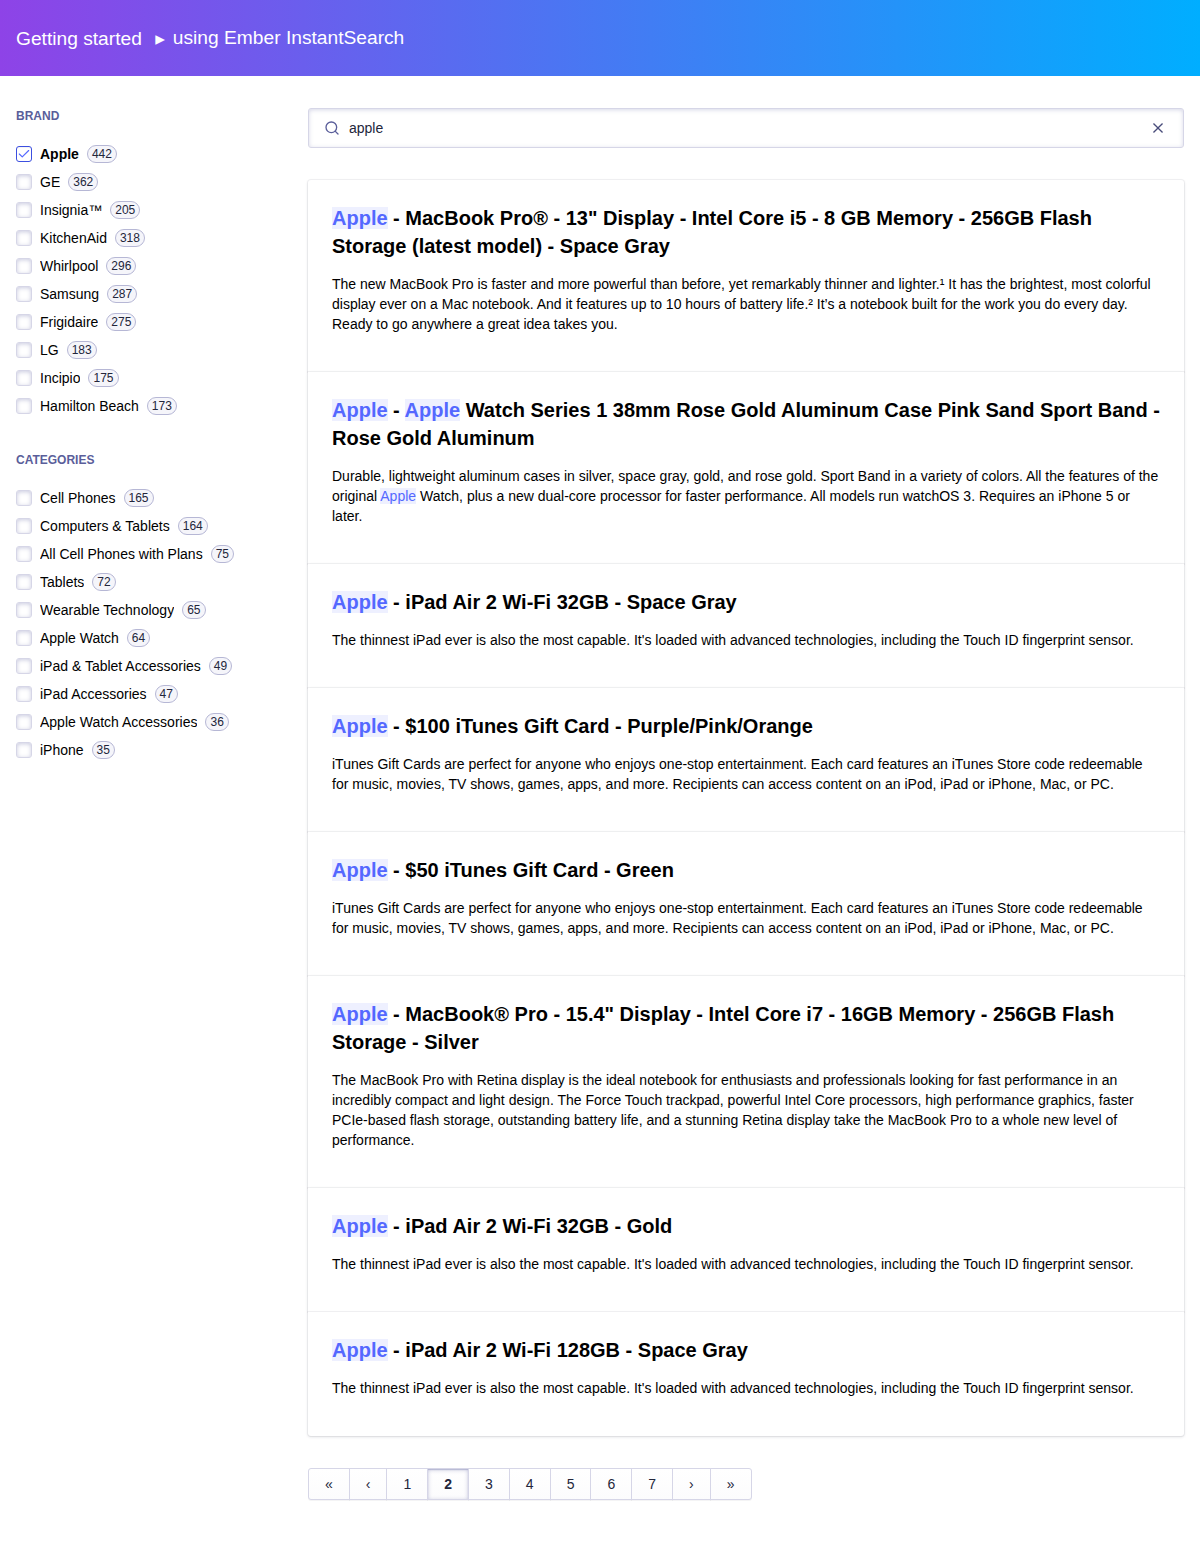 Getting started ▸ using Ember InstantSearch
BRAND
Apple 442
GE 362
Insignia™ 205
KitchenAid 318
Whirlpool 296
Samsung 287
Frigidaire 275
LG 183
Incipio 175
Hamilton Beach 173
CATEGORIES
Cell Phones 165
Computers & Tablets 164
All Cell Phones with Plans 75
Tablets 72
Wearable Technology 65
Apple Watch 64
iPad & Tablet Accessories 49
iPad Accessories 47
Apple Watch Accessories 36
iPhone 35
apple
Apple - MacBook Pro® - 13" Display - Intel Core i5 - 8 GB Memory - 256GB Flash
Storage (latest model) - Space Gray
The new MacBook Pro is faster and more powerful than before, yet remarkably thinner and lighter.¹ It has the brightest, most colorful
display ever on a Mac notebook. And it features up to 10 hours of battery life.² It’s a notebook built for the work you do every day.
Ready to go anywhere a great idea takes you.
Apple - Apple Watch Series 1 38mm Rose Gold Aluminum Case Pink Sand Sport Band -
Rose Gold Aluminum
Durable, lightweight aluminum cases in silver, space gray, gold, and rose gold. Sport Band in a variety of colors. All the features of the
original Apple Watch, plus a new dual-core processor for faster performance. All models run watchOS 3. Requires an iPhone 5 or
later.
Apple - iPad Air 2 Wi-Fi 32GB - Space Gray
The thinnest iPad ever is also the most capable. It's loaded with advanced technologies, including the Touch ID fingerprint sensor.
Apple - $100 iTunes Gift Card - Purple/Pink/Orange
iTunes Gift Cards are perfect for anyone who enjoys one-stop entertainment. Each card features an iTunes Store code redeemable
for music, movies, TV shows, games, apps, and more. Recipients can access content on an iPod, iPad or iPhone, Mac, or PC.
Apple - $50 iTunes Gift Card - Green
iTunes Gift Cards are perfect for anyone who enjoys one-stop entertainment. Each card features an iTunes Store code redeemable
for music, movies, TV shows, games, apps, and more. Recipients can access content on an iPod, iPad or iPhone, Mac, or PC.
Apple - MacBook® Pro - 15.4" Display - Intel Core i7 - 16GB Memory - 256GB Flash
Storage - Silver
The MacBook Pro with Retina display is the ideal notebook for enthusiasts and professionals looking for fast performance in an
incredibly compact and light design. The Force Touch trackpad, powerful Intel Core processors, high performance graphics, faster
PCIe-based flash storage, outstanding battery life, and a stunning Retina display take the MacBook Pro to a whole new level of
performance.
Apple - iPad Air 2 Wi-Fi 32GB - Gold
The thinnest iPad ever is also the most capable. It's loaded with advanced technologies, including the Touch ID fingerprint sensor.
Apple - iPad Air 2 Wi-Fi 128GB - Space Gray
The thinnest iPad ever is also the most capable. It's loaded with advanced technologies, including the Touch ID fingerprint sensor.
« ‹ 1 2 3 4 5 6 7 › »